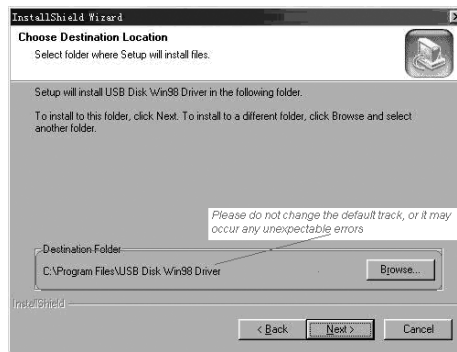 InstallShield Wizard
Choose Destination Location
Select folder where Setup will install files.
Setup will install USB Disk Win98 Driver in the following folder.
To install to this folder, click Next. To install to a different folder, click Browse and select
another folder.
Please do not change the default track, or it may
occur any unexpectable errors
Destination Folder
C:\Program Files\USB Disk Win98 Driver
Browse...
InstallShield
< Back
Next >
Cancel